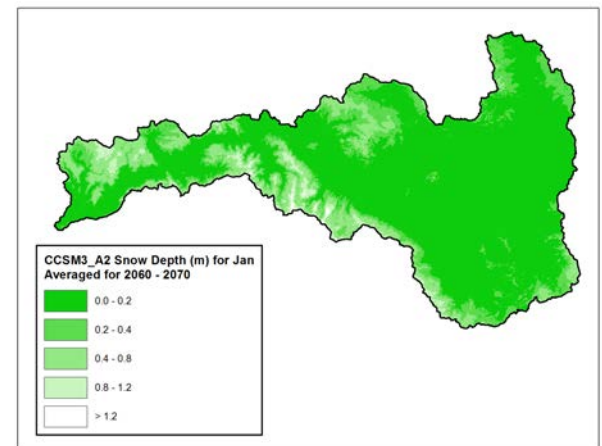 CCSM3_A2 Snow Depth (m) for Jan
Averaged for 2060 - 2070
0.0 - 0.2
0.2 - 0.4
0.4 - 0.8
0.8 - 1.2
> 1.2